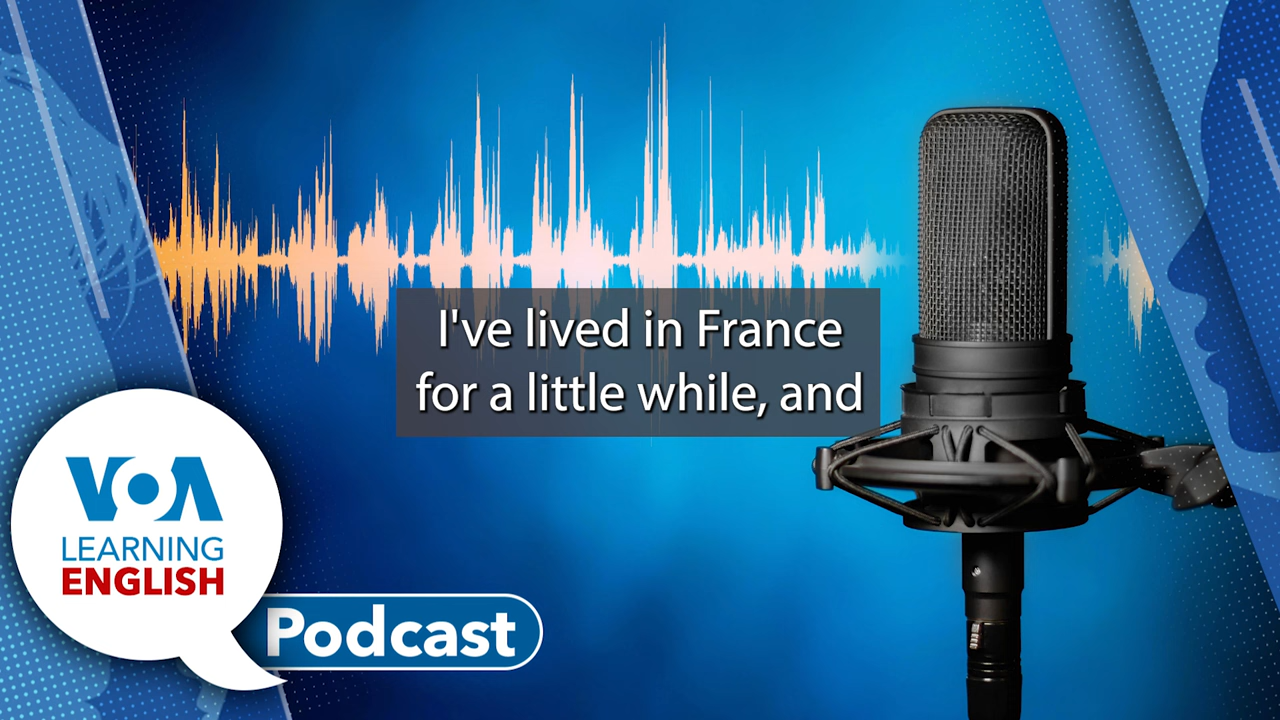 I've lived in France
for a little while, and
VOA
LEARNING
ENGLISH
Podcast